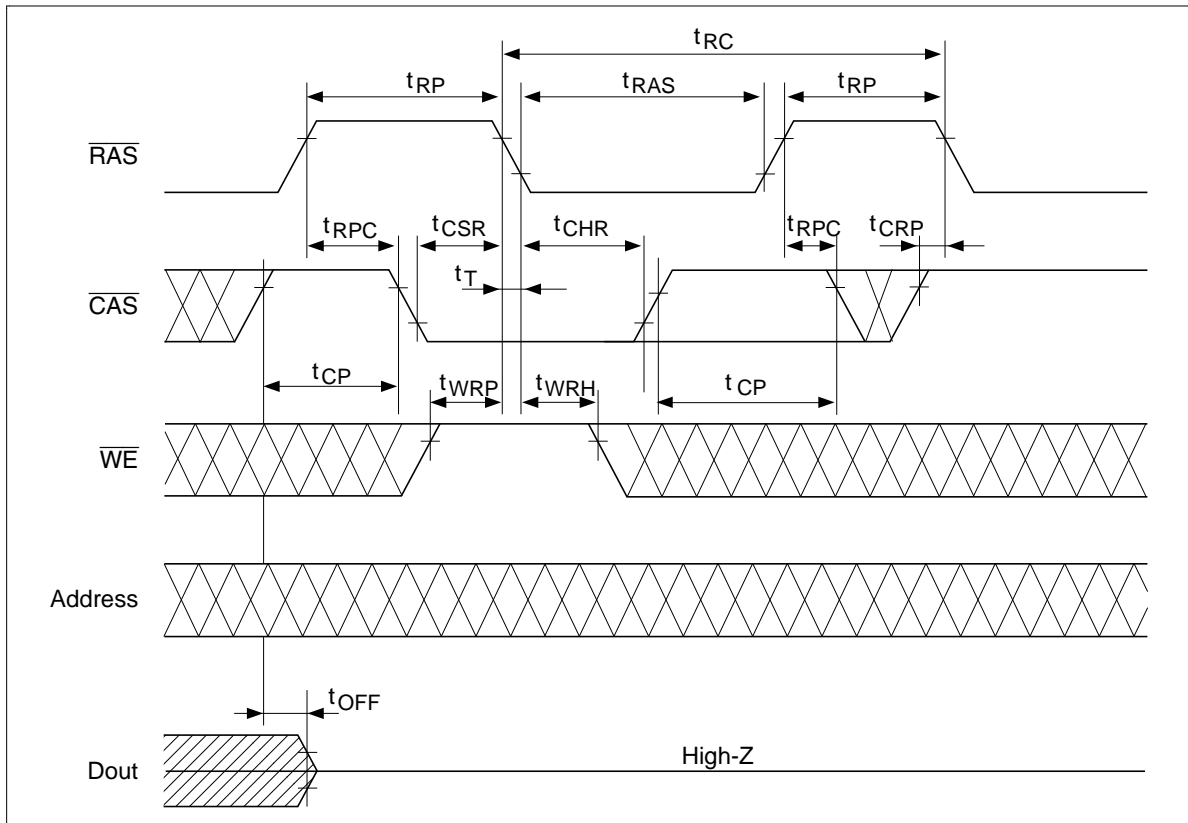 tRC
tRP tRAS tRP
RAS
tRPC tCSR tCHR tRPC tCRP
tT
CAS
tCP tWRP tWRH tCP
WE
Address
tOFF
Dout High-Z